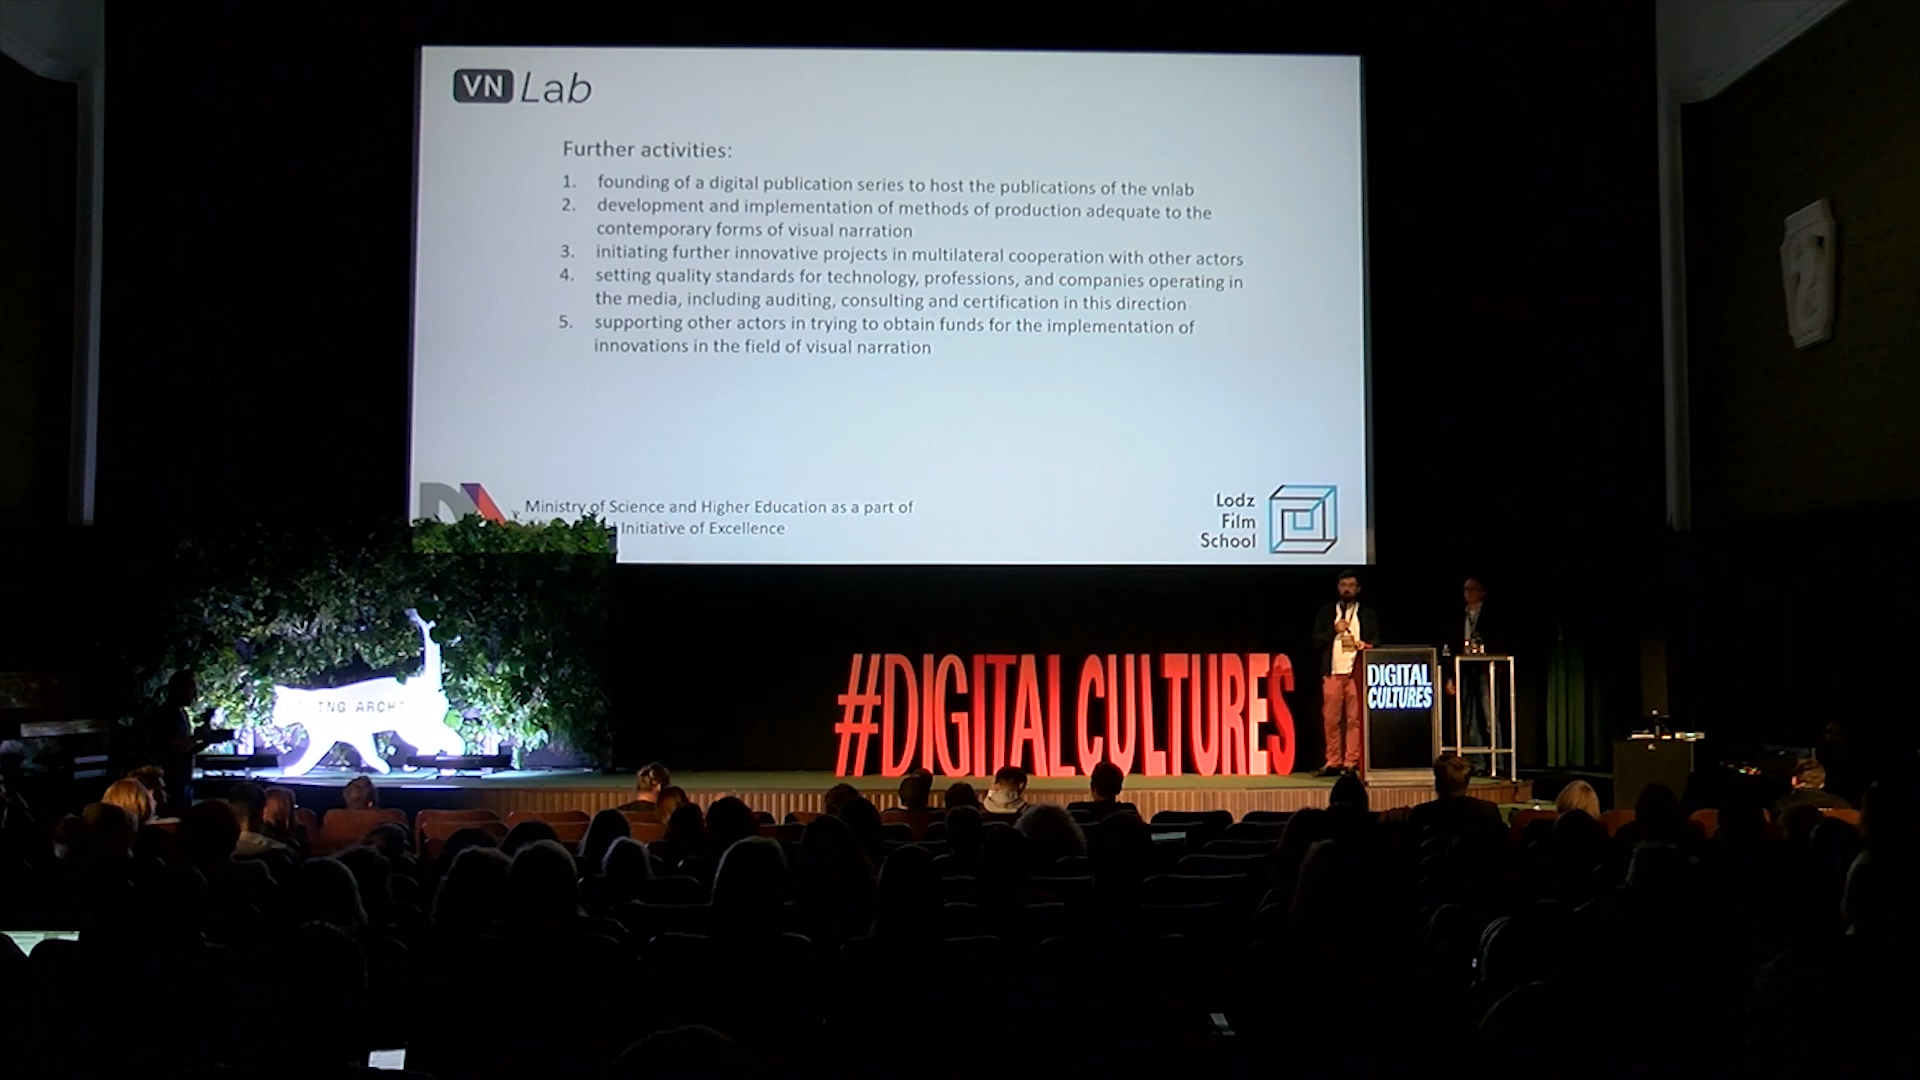 VN Lab
Further activities:
1. founding of a digital publication series to host the publications of the vnlab
2. development and implementation of methods of production adequate to the
contemporary forms of visual narration
3. initiating further innovative projects in multilateral cooperation with other actors
4. setting quality standards for technology, professions, and companies operating in
the media, including auditing, consulting and certification in this direction
5. supporting other actors in trying to obtain funds for the implementation of
innovations in the field of visual narration
Ministry of Science and Higher Education as a part of
Initiative of Excellence
Lodz
Film
School
#DIGITAL CULTURES
DIGITAL
CULTURES